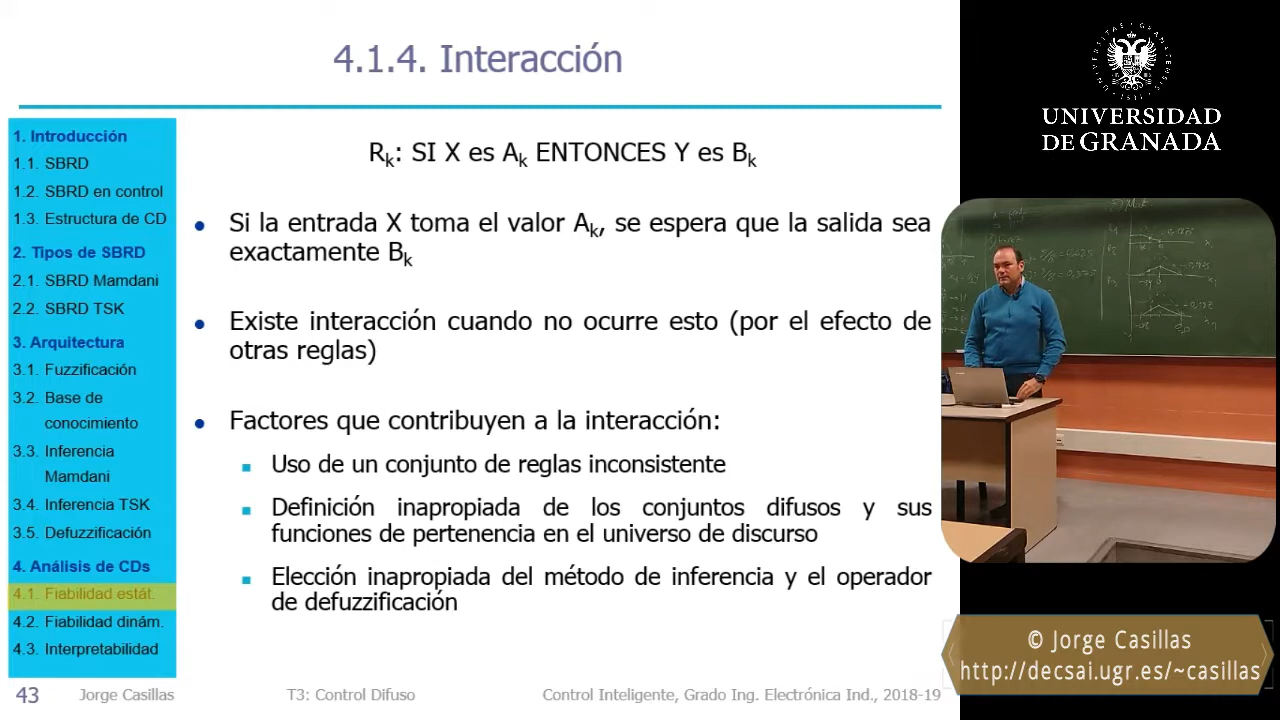 4.1.4. Interacción
1. Introducción
1.1. SBRD
1.2. SBRD en control
1.3. Estructura de CD
2. Tipos de SBRD
2.1. SBRD Mamdani
2.2. SBRD TSK
3. Arquitectura
3.1. Fuzzificación
3.2. Base de
conocimiento
3.3. Inferencia
Mamdani
3.4. Inferencia TSK
3.5. Defuzzificación
4. Análisis de CDs
4.1. Fiabilidad estát.
4.2. Fiabilidad dinám.
4.3. Interpretabilidad
Rk: SI X es Ak ENTONCES Y es Bk
• Si la entrada X toma el valor Ak, se espera que la salida sea
exactamente Bk
• Existe interacción cuando no ocurre esto (por el efecto de
otras reglas)
• Factores que contribuyen a la interacción:
Uso de un conjunto de reglas inconsistente
Definición inapropiada de los conjuntos difusos y sus
funciones de pertenencia en el universo de discurso
Elección inapropiada del método de inferencia y el operador
de defuzzificación
43 Jorge Casillas T3: Control Difuso Control Inteligente, Grado Ing. Electrónica Ind., 2018-19
UNIVERSIDAD
DE GRANADA
© Jorge Casillas
http://decsai.ugr.es/~casillas